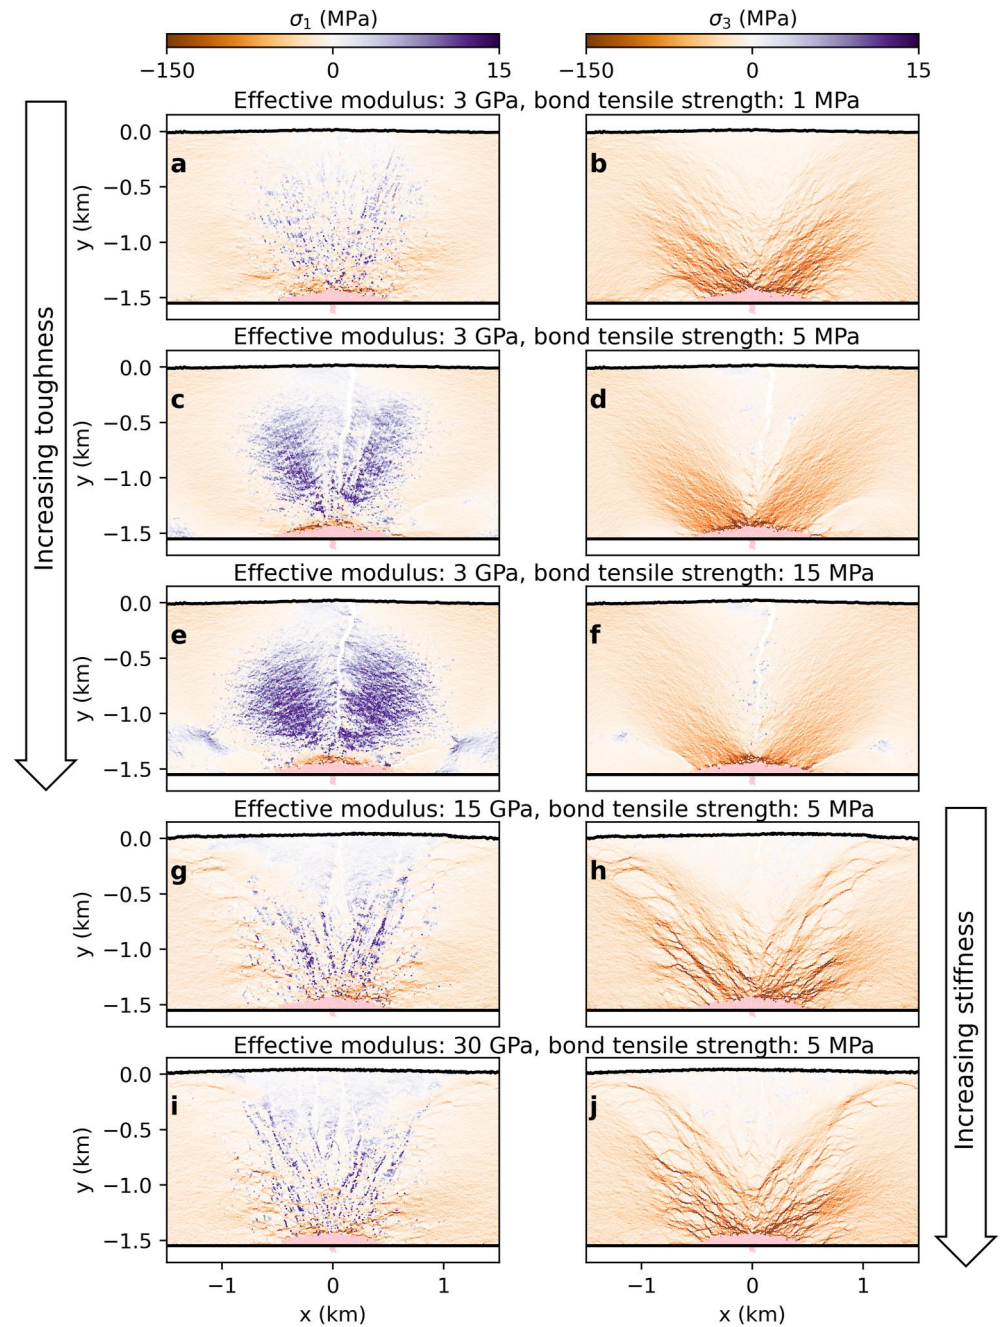 σ₁ (MPa)
σ₃ (MPa)
−150 0 15
−150 0 15
Effective modulus: 3 GPa, bond tensile strength: 1 MPa
a
b
0.0
−0.5
−1.0
−1.5
y (km)
Effective modulus: 3 GPa, bond tensile strength: 5 MPa
c
d
0.0
−0.5
−1.0
−1.5
y (km)
Effective modulus: 3 GPa, bond tensile strength: 15 MPa
e
f
0.0
−0.5
−1.0
−1.5
y (km)
Increasing toughness
Effective modulus: 15 GPa, bond tensile strength: 5 MPa
g
h
0.0
−0.5
−1.0
−1.5
y (km)
Effective modulus: 30 GPa, bond tensile strength: 5 MPa
i
j
0.0
−0.5
−1.0
−1.5
y (km)
Increasing stiffness
−1 0 1
−1 0 1
x (km)
x (km)